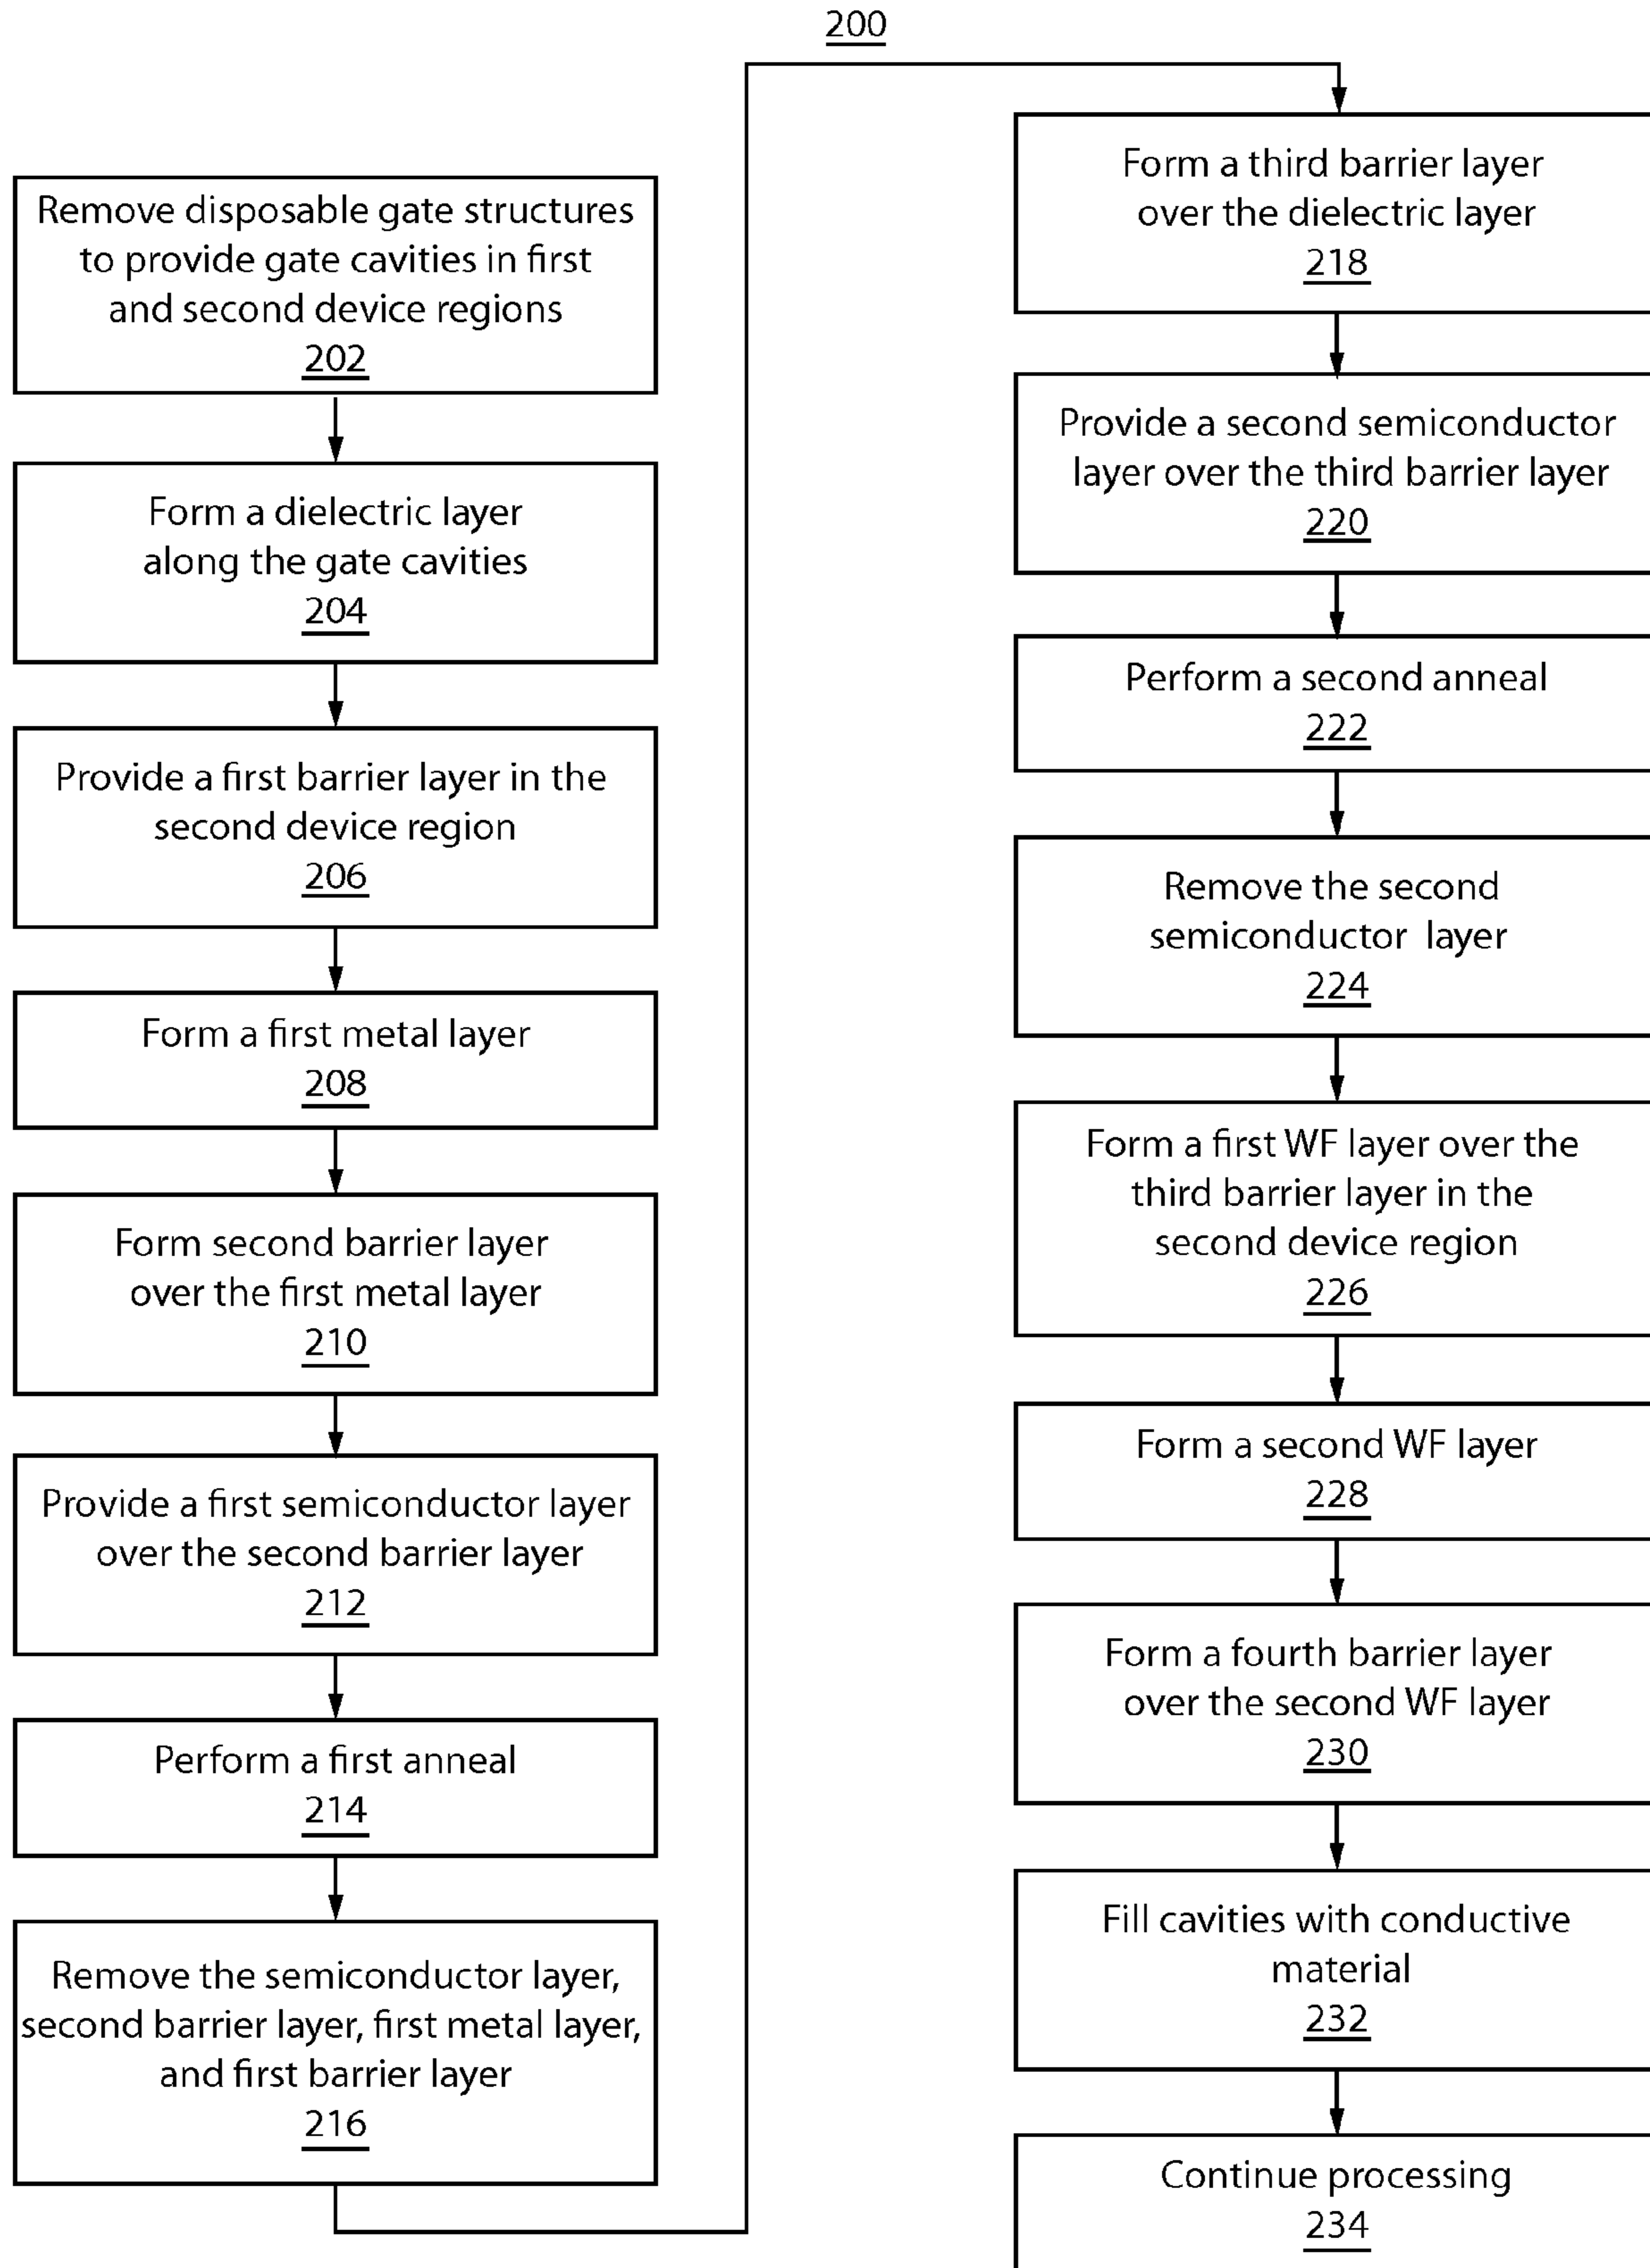 200
Remove disposable gate structures
to provide gate cavities in first
and second device regions
202
Form a dielectric layer
along the gate cavities
204
Provide a first barrier layer in the
second device region
206
Form a first metal layer
208
Form second barrier layer
over the first metal layer
210
Provide a first semiconductor layer
over the second barrier layer
212
Perform a first anneal
214
Remove the semiconductor layer,
second barrier layer, first metal layer,
and first barrier layer
216
Form a third barrier layer
over the dielectric layer
218
Provide a second semiconductor
layer over the third barrier layer
220
Perform a second anneal
222
Remove the second
semiconductor layer
224
Form a first WF layer over the
third barrier layer in the
second device region
226
Form a second WF layer
228
Form a fourth barrier layer
over the second WF layer
230
Fill cavities with conductive
material
232
Continue processing
234